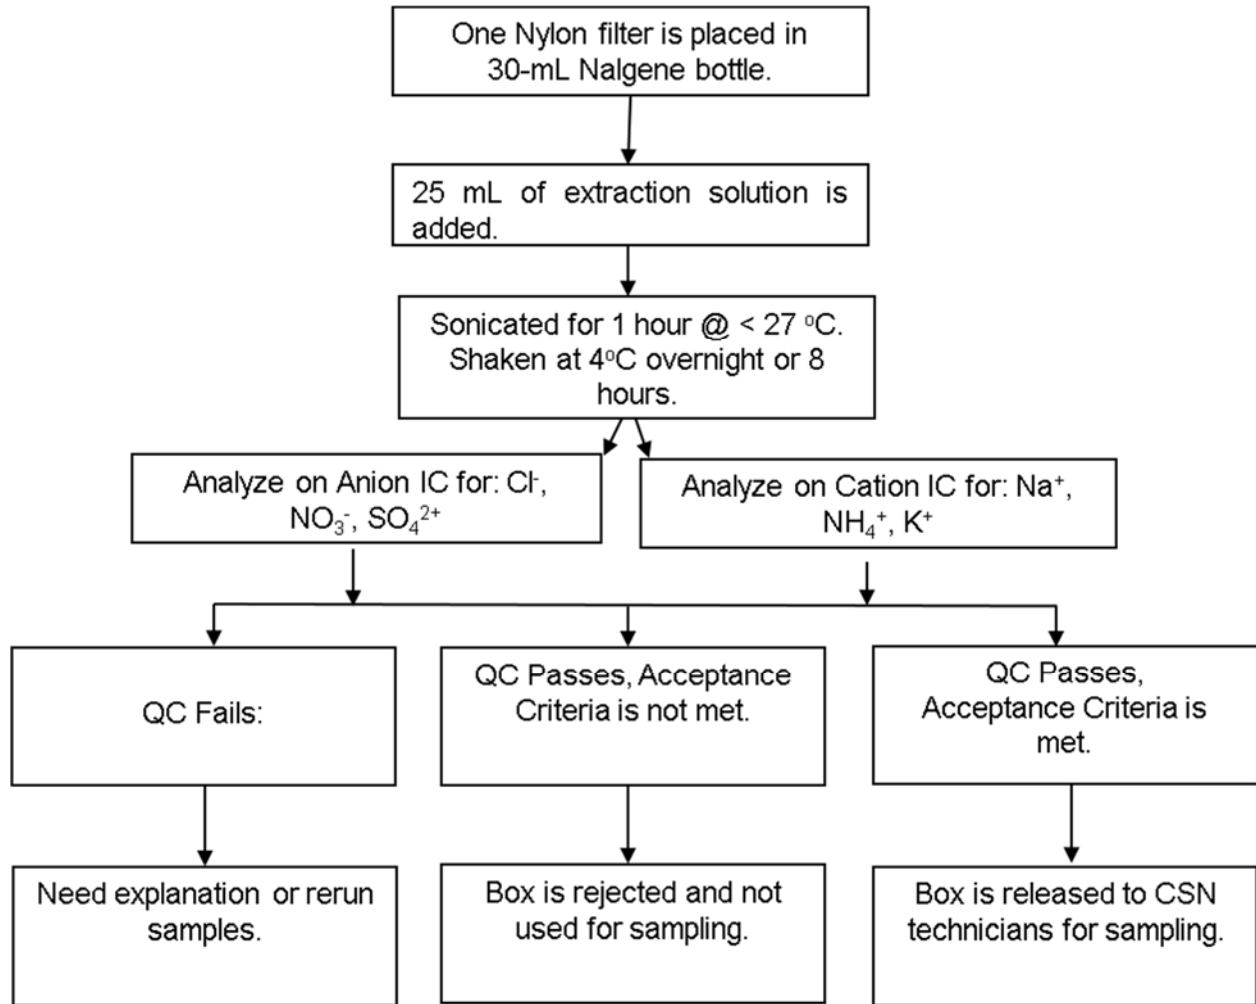 One Nylon filter is placed in
30-mL Nalgene bottle.
25 mL of extraction solution is
added.
Sonicated for 1 hour @ < 27 °C.
Shaken at 4°C overnight or 8
hours.
Analyze on Anion IC for: Cl⁻,
NO₃⁻, SO₄²⁺
Analyze on Cation IC for: Na⁺,
NH₄⁺, K⁺
QC Fails:
QC Passes, Acceptance
Criteria is not met.
QC Passes,
Acceptance Criteria is
met.
Need explanation or rerun
samples.
Box is rejected and not
used for sampling.
Box is released to CSN
technicians for sampling.